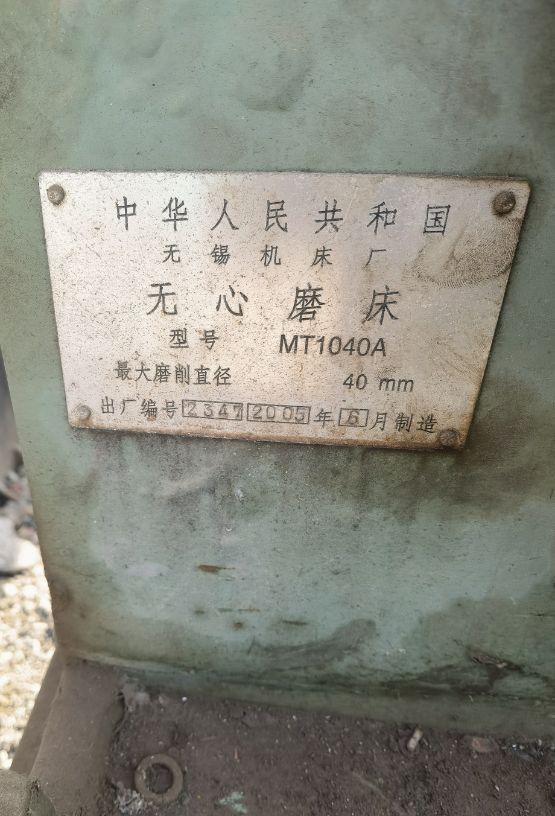 中华人民共和国
无锡机床厂
无心磨床
型号 MT1040A
最大磨削直径 40 mm
出厂编号 2347 2005 年 6 月制造